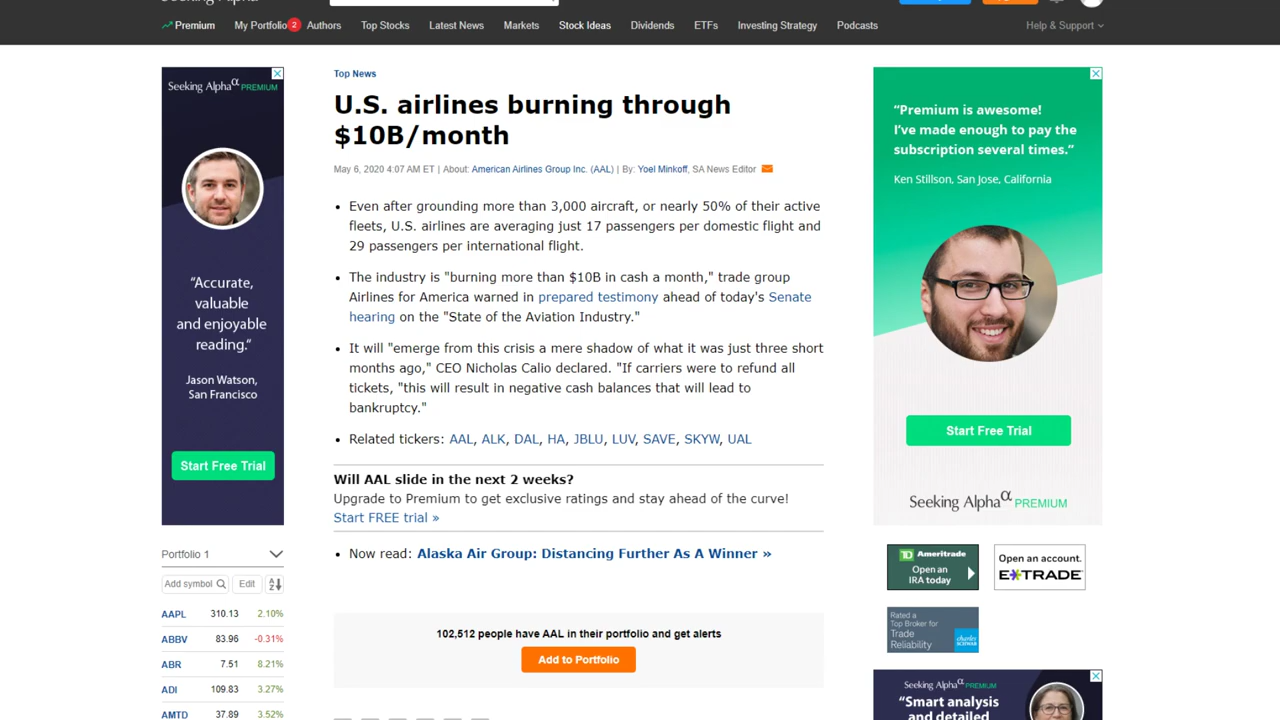 Seeking Alpha
Premium My Portfolio 2 Authors Top Stocks Latest News Markets Stock Ideas Dividends ETFs Investing Strategy Podcasts Help & Support
Seeking Alphaα PREMIUM
“Accurate,
valuable
and enjoyable
reading.“
Jason Watson,
San Francisco
Start Free Trial
Portfolio 1
Add symbol Edit
AAPL 310.13 2.10%
ABBV 83.96 -0.31%
ABR 7.51 8.21%
ADI 109.83 3.27%
AMTD 37.89 3.52%
Top News
U.S. airlines burning through
$10B/month
May 6, 2020 4:07 AM ET | About: American Airlines Group Inc. (AAL) | By: Yoel Minkoff, SA News Editor
• Even after grounding more than 3,000 aircraft, or nearly 50% of their active
fleets, U.S. airlines are averaging just 17 passengers per domestic flight and
29 passengers per international flight.
• The industry is "burning more than $10B in cash a month," trade group
Airlines for America warned in prepared testimony ahead of today's Senate
hearing on the "State of the Aviation Industry."
• It will "emerge from this crisis a mere shadow of what it was just three short
months ago," CEO Nicholas Calio declared. "If carriers were to refund all
tickets, "this will result in negative cash balances that will lead to
bankruptcy."
• Related tickers: AAL, ALK, DAL, HA, JBLU, LUV, SAVE, SKYW, UAL
Will AAL slide in the next 2 weeks?
Upgrade to Premium to get exclusive ratings and stay ahead of the curve!
Start FREE trial »
• Now read: Alaska Air Group: Distancing Further As A Winner »
102,512 people have AAL in their portfolio and get alerts
Add to Portfolio
“Premium is awesome!
I’ve made enough to pay the
subscription several times.”
Ken Stillson, San Jose, California
Start Free Trial
Seeking Alphaα PREMIUM
TD Ameritrade
Open an
IRA today
Open an account.
E*TRADE
Rated a
Top Broker for
Trade
Reliability
charles
SCHWAB
Seeking Alphaα PREMIUM
“Smart analysis
and detailed